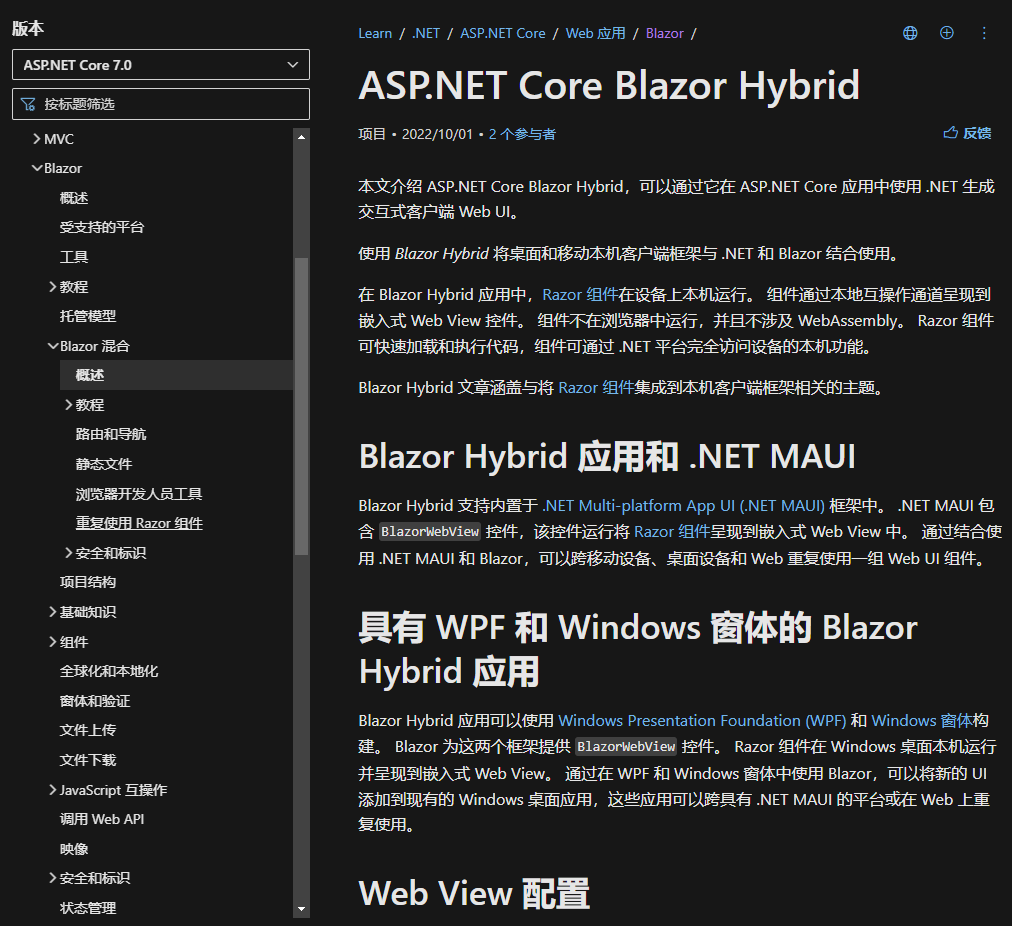 版本
ASP.NET Core 7.0
按标题筛选
MVC
Blazor
概述
受支持的平台
工具
教程
托管模型
Blazor 混合
概述
教程
路由和导航
静态文件
浏览器开发人员工具
重复使用 Razor 组件
安全和标识
项目结构
基础知识
组件
全球化和本地化
窗体和验证
文件上传
文件下载
JavaScript 互操作
调用 Web API
映像
安全和标识
状态管理
Learn / .NET / ASP.NET Core / Web 应用 / Blazor /
ASP.NET Core Blazor Hybrid
项目 • 2022/10/01 • 2 个参与者
反馈
本文介绍 ASP.NET Core Blazor Hybrid，可以通过它在 ASP.NET Core 应用中使用 .NET 生成
交互式客户端 Web UI。
使用 Blazor Hybrid 将桌面和移动本机客户端框架与 .NET 和 Blazor 结合使用。
在 Blazor Hybrid 应用中，Razor 组件在设备上本机运行。 组件通过本地互操作通道呈现到
嵌入式 Web View 控件。 组件不在浏览器中运行，并且不涉及 WebAssembly。 Razor 组件
可快速加载和执行代码，组件可通过 .NET 平台完全访问设备的本机功能。
Blazor Hybrid 文章涵盖与将 Razor 组件集成到本机客户端框架相关的主题。
Blazor Hybrid 应用和 .NET MAUI
Blazor Hybrid 支持内置于 .NET Multi-platform App UI (.NET MAUI) 框架中。 .NET MAUI 包
含 BlazorWebView 控件，该控件运行将 Razor 组件呈现到嵌入式 Web View 中。 通过结合使
用 .NET MAUI 和 Blazor，可以跨移动设备、桌面设备和 Web 重复使用一组 Web UI 组件。
具有 WPF 和 Windows 窗体的 Blazor
Hybrid 应用
Blazor Hybrid 应用可以使用 Windows Presentation Foundation (WPF) 和 Windows 窗体构
建。 Blazor 为这两个框架提供 BlazorWebView 控件。 Razor 组件在 Windows 桌面本机运行
并呈现到嵌入式 Web View。 通过在 WPF 和 Windows 窗体中使用 Blazor，可以将新的 UI
添加到现有的 Windows 桌面应用，这些应用可以跨具有 .NET MAUI 的平台或在 Web 上重
复使用。
Web View 配置